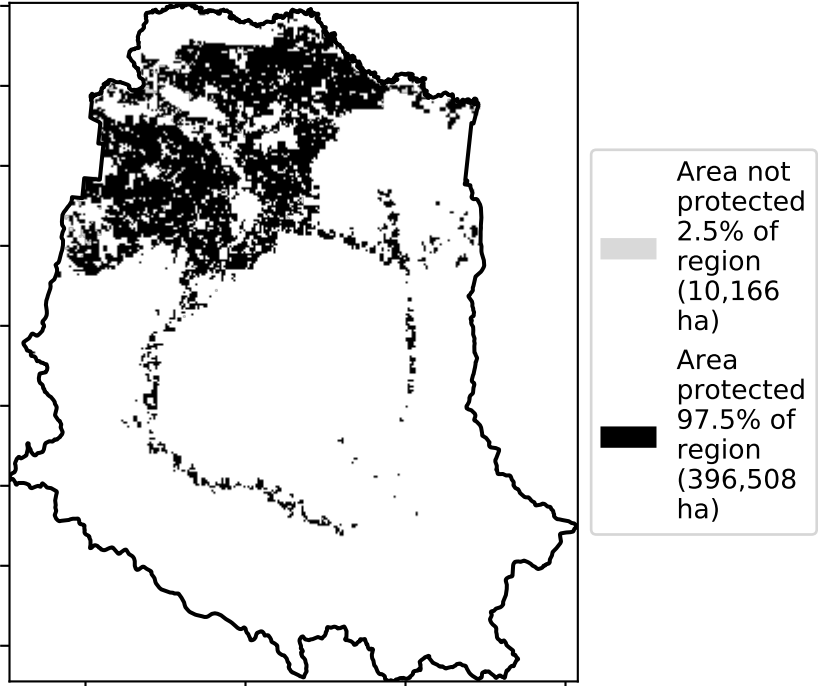 Area not
protected
2.5% of
region
(10,166
ha)
Area
protected
97.5% of
region
(396,508
ha)